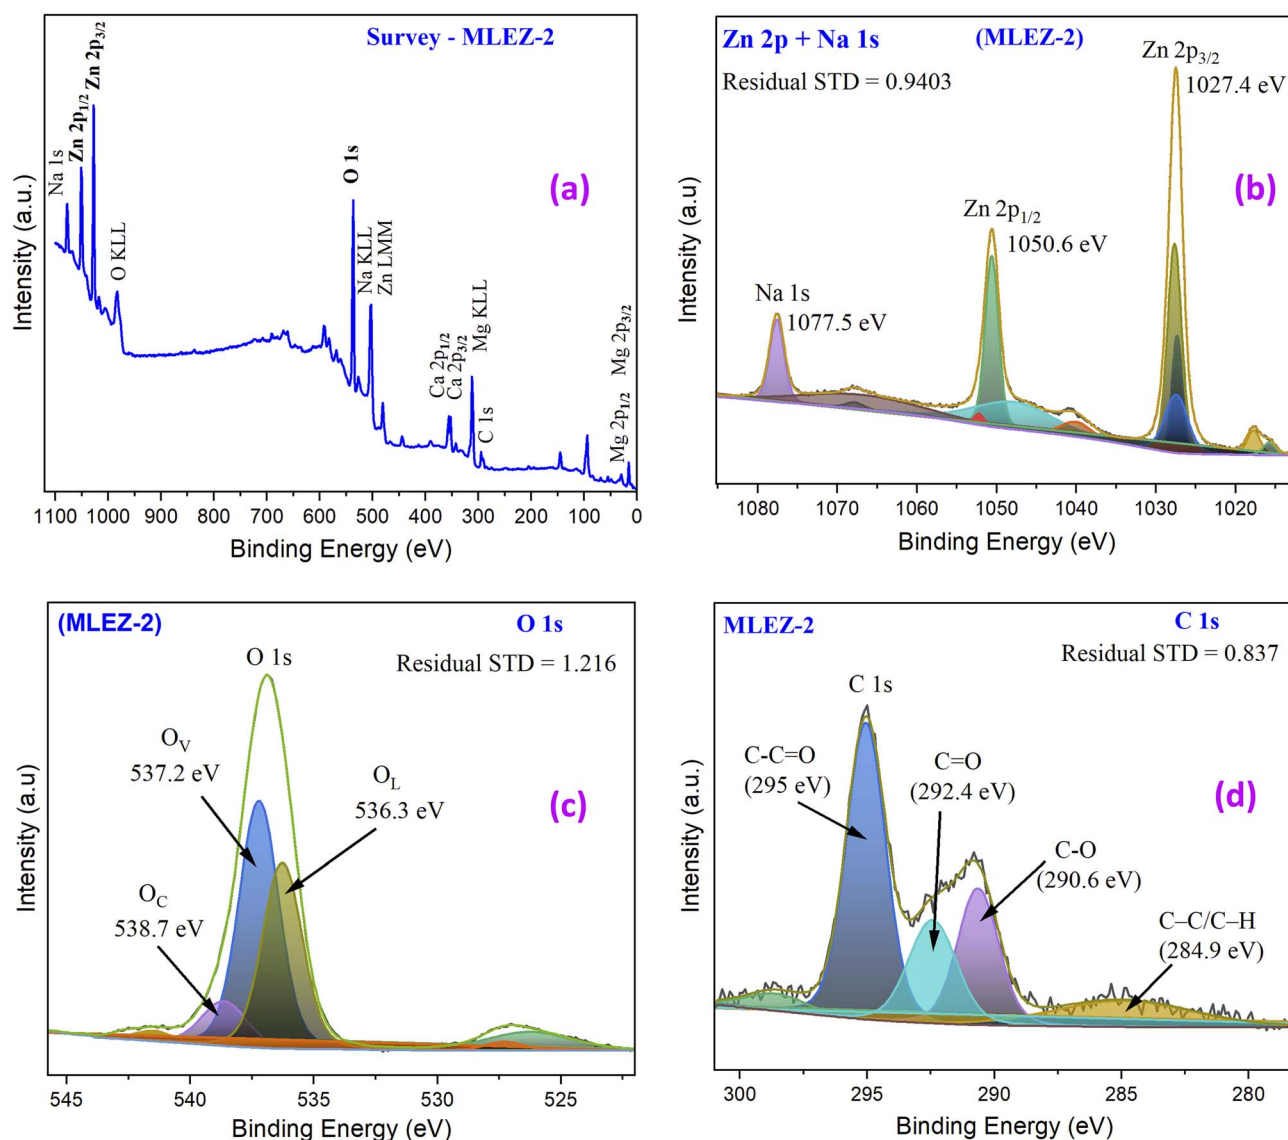 Survey - MLEZ-2
Na 1s
Zn 2p1/2
Zn 2p3/2
O KLL
O 1s
Na KLL
Zn LMM
Ca 2p1/2
Ca 2p3/2
Mg KLL
C 1s
Mg 2p1/2
Mg 2p3/2
(a)
Intensity (a.u.)
1100 1000 900 800 700 600 500 400 300 200 100 0
Binding Energy (eV)
Zn 2p + Na 1s (MLEZ-2)
Residual STD = 0.9403
Zn 2p3/2
1027.4 eV
(b)
Zn 2p1/2
1050.6 eV
Na 1s
1077.5 eV
Intensity (a.u.)
1080 1070 1060 1050 1040 1030 1020
Binding Energy (eV)
(MLEZ-2) O 1s
Residual STD = 1.216
O 1s
OV
537.2 eV
OL
536.3 eV
(c)
OC
538.7 eV
Intensity (a.u)
545 540 535 530 525
Binding Energy (eV)
MLEZ-2 C 1s
Residual STD = 0.837
C 1s
C-C=O
(295 eV)
C=O
(292.4 eV)
(d)
C-O
(290.6 eV)
C–C/C–H
(284.9 eV)
Intensity (a.u.)
300 295 290 285 280
Binding Energy (eV)